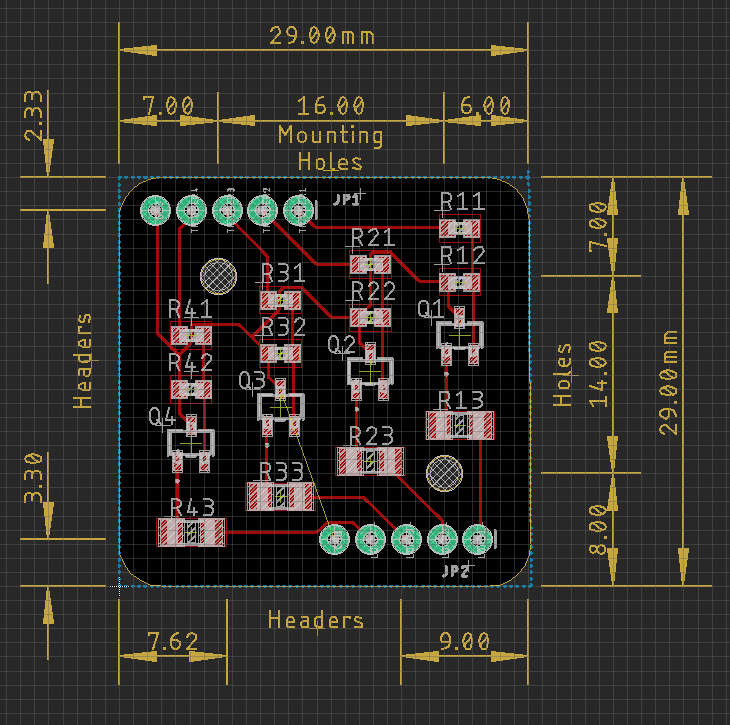 29.00mm
7.00 16.00 6.00
Mounting
Holes
2.33
JP1
R11
R21
R12
7.00
R31
R22
R41
R32
Q1
Headers
R42
Q2
Holes
14.00
29.00mm
Q3
Q4
R13
R23
R33
3.30
R43
8.00
JP2
Headers
7.62 9.00